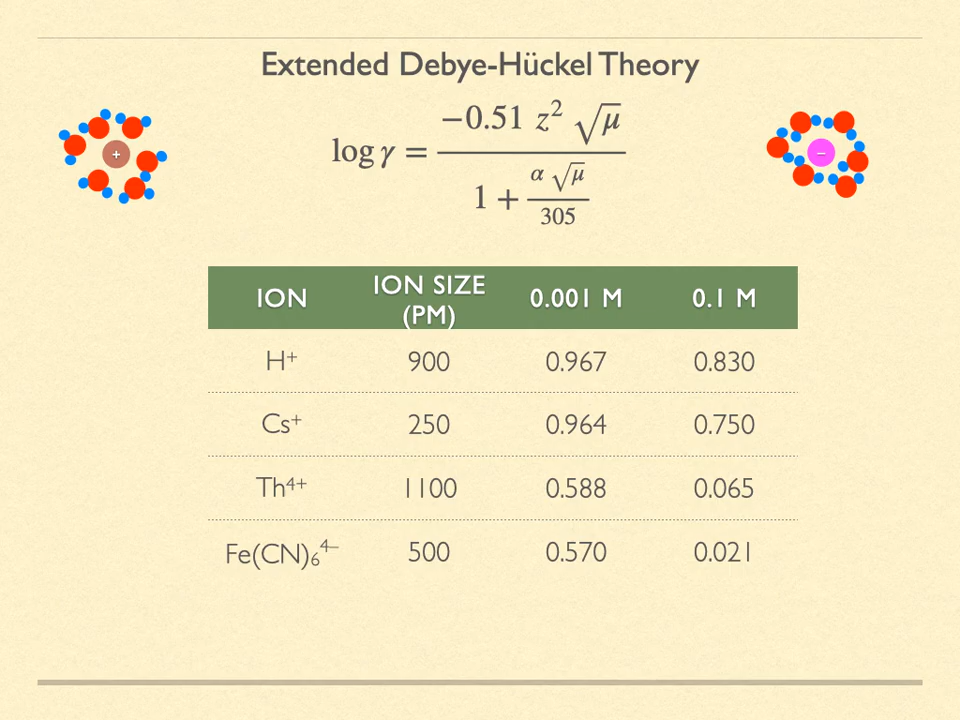 Extended Debye-Hückel Theory
log γ = −0.51 z² √μ / (1 + α √μ / 305)
+
−
ION ION SIZE (PM) 0.001 M 0.1 M
H⁺ 900 0.967 0.830
Cs⁺ 250 0.964 0.750
Th⁴⁺ 1100 0.588 0.065
Fe(CN)₆⁴⁻ 500 0.570 0.021